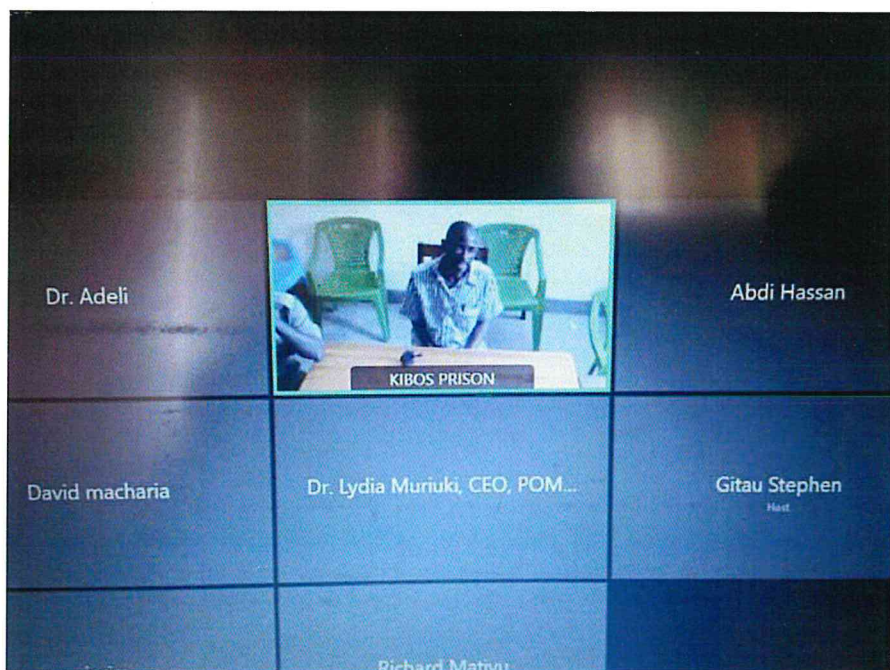 Dr. Adeli
KIBOS PRISON
Abdi Hassan
David macharia
Dr. Lydia Muriuki, CEO, POM...
Gitau Stephen
Host
Richard Mativu